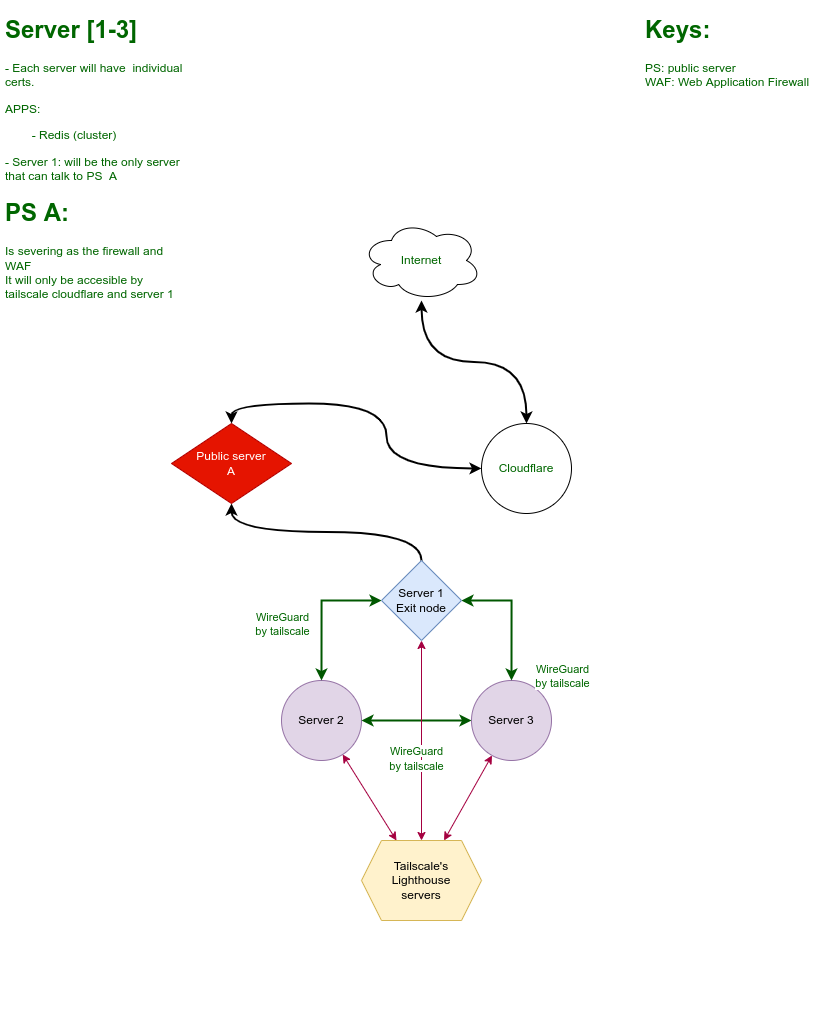 Server [1-3]
- Each server will have  individual
certs.
APPS:
- Redis (cluster)
- Server 1: will be the only server
that can talk to PS  A
PS A:
Is severing as the firewall and
WAF
It will only be accesible by
tailscale cloudflare and server 1
Keys:
PS: public server
WAF: Web Application Firewall
Internet
Public server
A
Cloudflare
Server 1
Exit node
WireGuard
by tailscale
WireGuard
by tailscale
Server 2
Server 3
WireGuard
by tailscale
Tailscale's
Lighthouse
servers